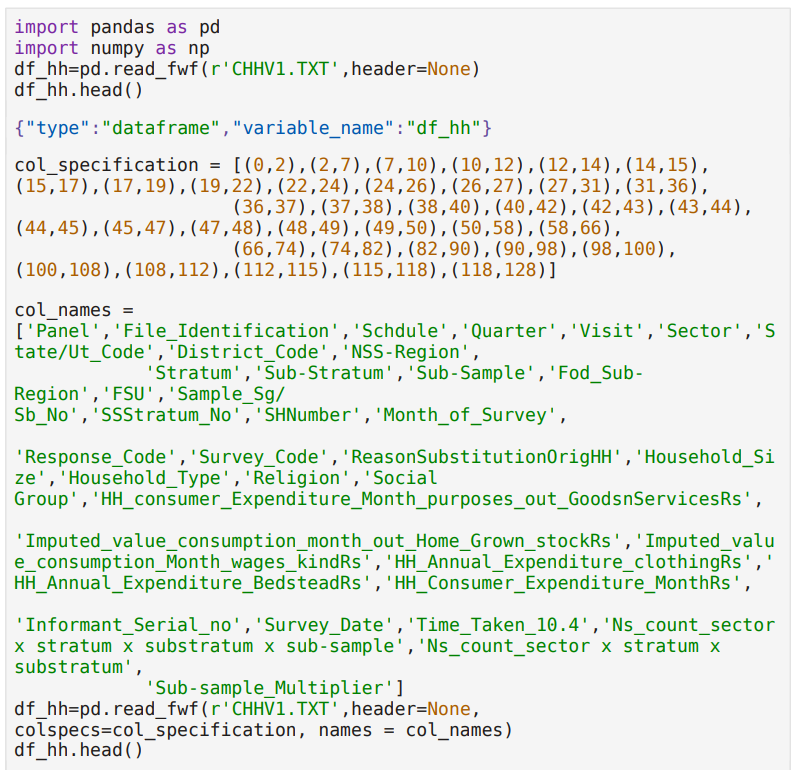 import pandas as pd
import numpy as np
df_hh=pd.read_fwf(r'CHHV1.TXT',header=None)
df_hh.head()
{"type":"dataframe","variable_name":"df_hh"}
col_specification = [(0,2),(2,7),(7,10),(10,12),(12,14),(14,15),
(15,17),(17,19),(19,22),(22,24),(24,26),(26,27),(27,31),(31,36),
(36,37),(37,38),(38,40),(40,42),(42,43),(43,44),
(44,45),(45,47),(47,48),(48,49),(49,50),(50,58),(58,66),
(66,74),(74,82),(82,90),(90,98),(98,100),
(100,108),(108,112),(112,115),(115,118),(118,128)]
col_names =
['Panel','File_Identification','Schdule','Quarter','Visit','Sector','S
tate/Ut_Code','District_Code','NSS-Region',
'Stratum','Sub-Stratum','Sub-Sample','Fod_Sub-
Region','FSU','Sample_Sg/
Sb_No','SSStratum_No','SHNumber','Month_of_Survey',
'Response_Code','Survey_Code','ReasonSubstitutionOrigHH','Household_Si
ze','Household_Type','Religion','Social
Group','HH_consumer_Expenditure_Month_purposes_out_GoodsnServicesRs',
'Imputed_value_consumption_month_out_Home_Grown_stockRs','Imputed_valu
e_consumption_Month_wages_kindRs','HH_Annual_Expenditure_clothingRs','
HH_Annual_Expenditure_BedsteadRs','HH_Consumer_Expenditure_MonthRs',
'Informant_Serial_no','Survey_Date','Time_Taken_10.4','Ns_count_sector
x stratum x substratum x sub-sample','Ns_count_sector x stratum x
substratum',
'Sub-sample_Multiplier']
df_hh=pd.read_fwf(r'CHHV1.TXT',header=None,
colspecs=col_specification, names = col_names)
df_hh.head()